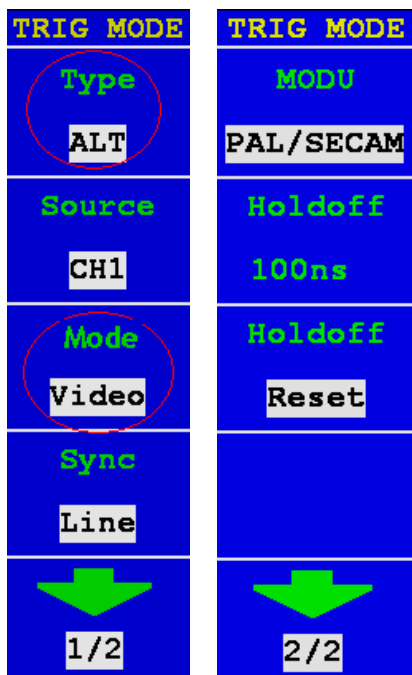 TRIG MODE
Type
ALT
Source
CH1
Mode
Video
Sync
Line
1/2
TRIG MODE
MODU
PAL/SECAM
Holdoff
100ns
Holdoff
Reset
2/2